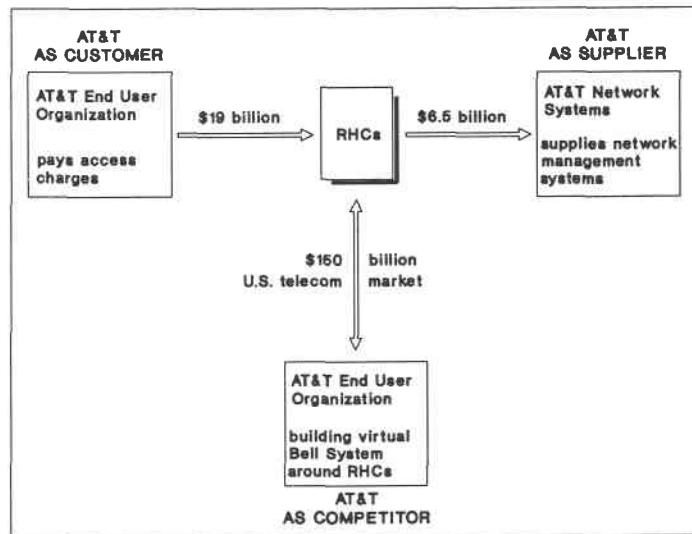 AT&T
AS CUSTOMER
AT&T End User
Organization
pays access
charges
$19 billion
RHCs
$6.5 billion
AT&T
AS SUPPLIER
AT&T Network
Systems
supplies network
management
systems
$150 billion
U.S. telecom market
AT&T End User
Organization
building virtual
Bell System
around RHCs
AT&T
AS COMPETITOR